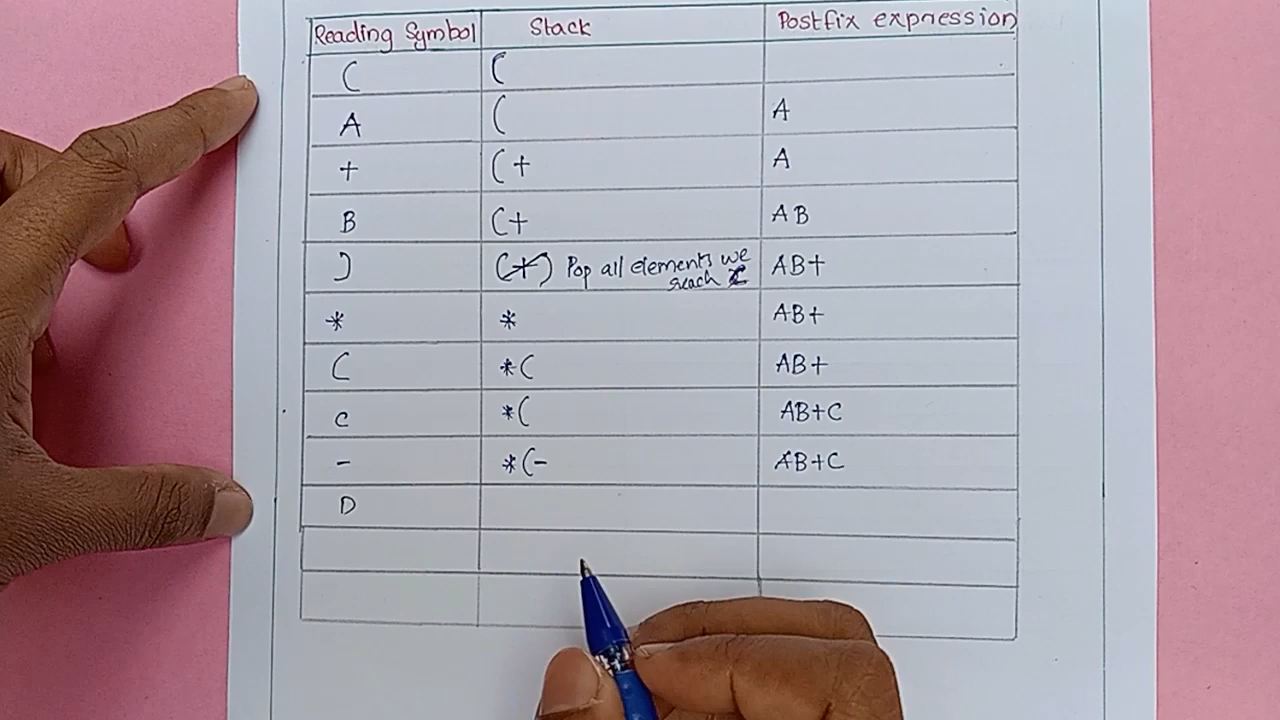 Reading Symbol Stack Postfix expression
( (
A ( A
+ (+ A
B (+ AB
) (+) Pop all elements we reach ( AB+
* * AB+
( *( AB+
c *( AB+C
- *(- AB+C
D